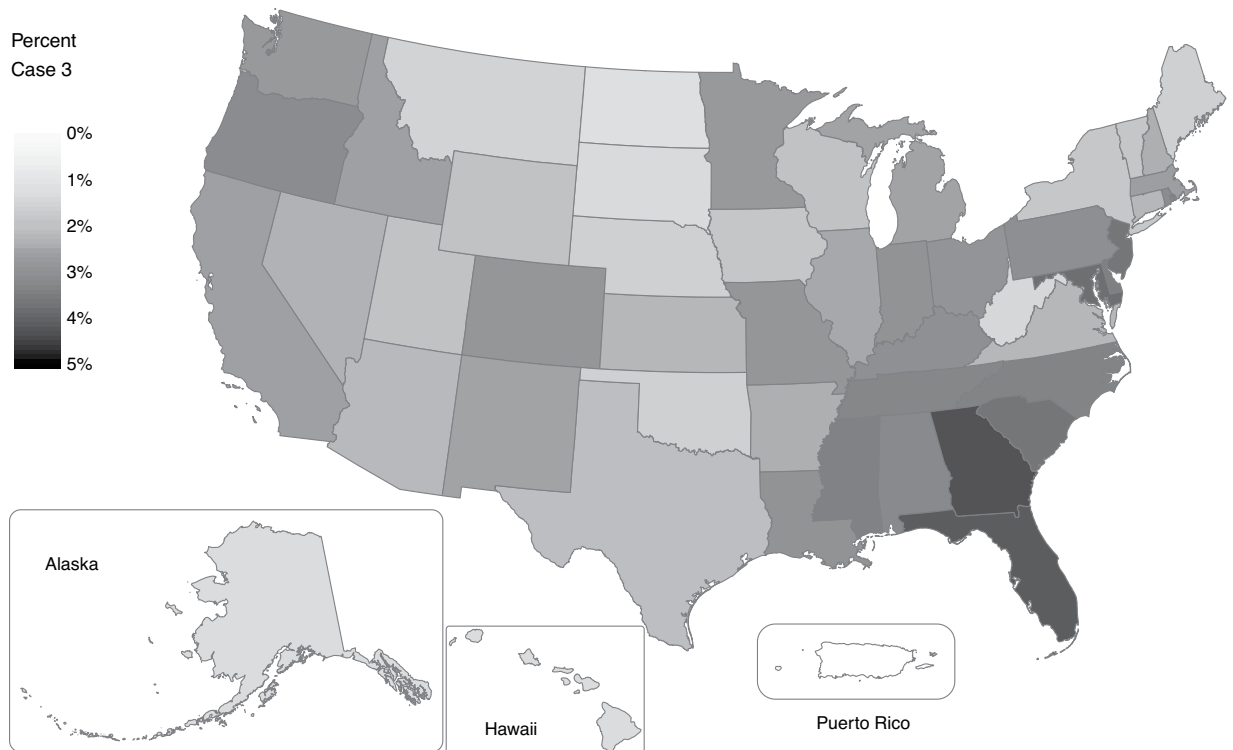 Percent
Case 3
0%
1%
2%
3%
4%
5%
Alaska
Hawaii
Puerto Rico